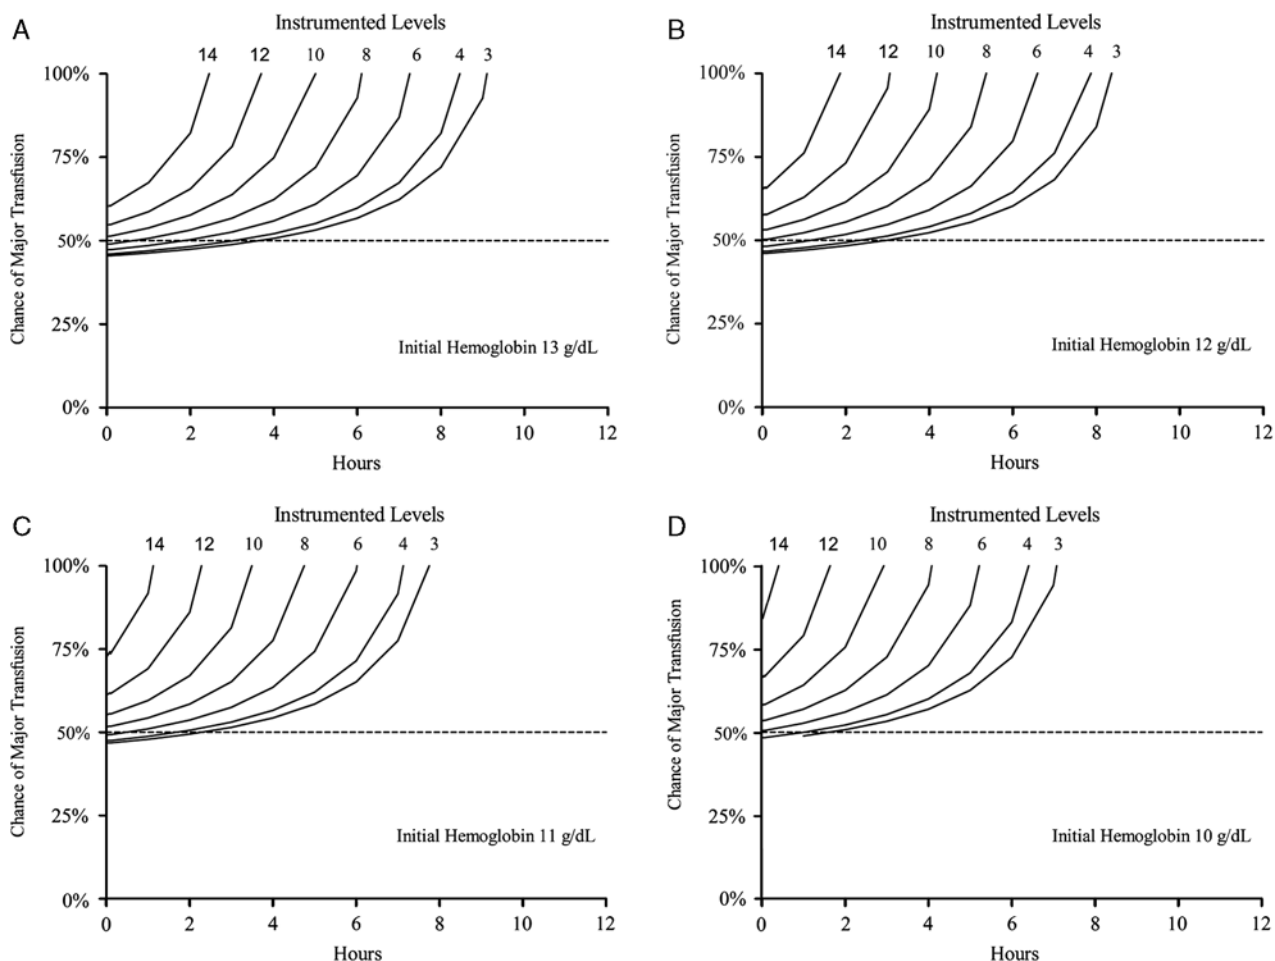 A
Instrumented Levels
14 12 10 8 6 4 3
100%
75%
50%
25%
0%
Chance of Major Transfusion
Initial Hemoglobin 13 g/dL
0 2 4 6 8 10 12
Hours
B
Instrumented Levels
14 12 10 8 6 4 3
100%
75%
50%
25%
0%
Chance of Major Transfusion
Initial Hemoglobin 12 g/dL
0 2 4 6 8 10 12
Hours
C
Instrumented Levels
14 12 10 8 6 4 3
100%
75%
50%
25%
0%
Chance of Major Transfusion
Initial Hemoglobin 11 g/dL
0 2 4 6 8 10 12
Hours
D
Instrumented Levels
14 12 10 8 6 4 3
100%
75%
50%
25%
0%
Chance of Major Transfusion
Initial Hemoglobin 10 g/dL
0 2 4 6 8 10 12
Hours